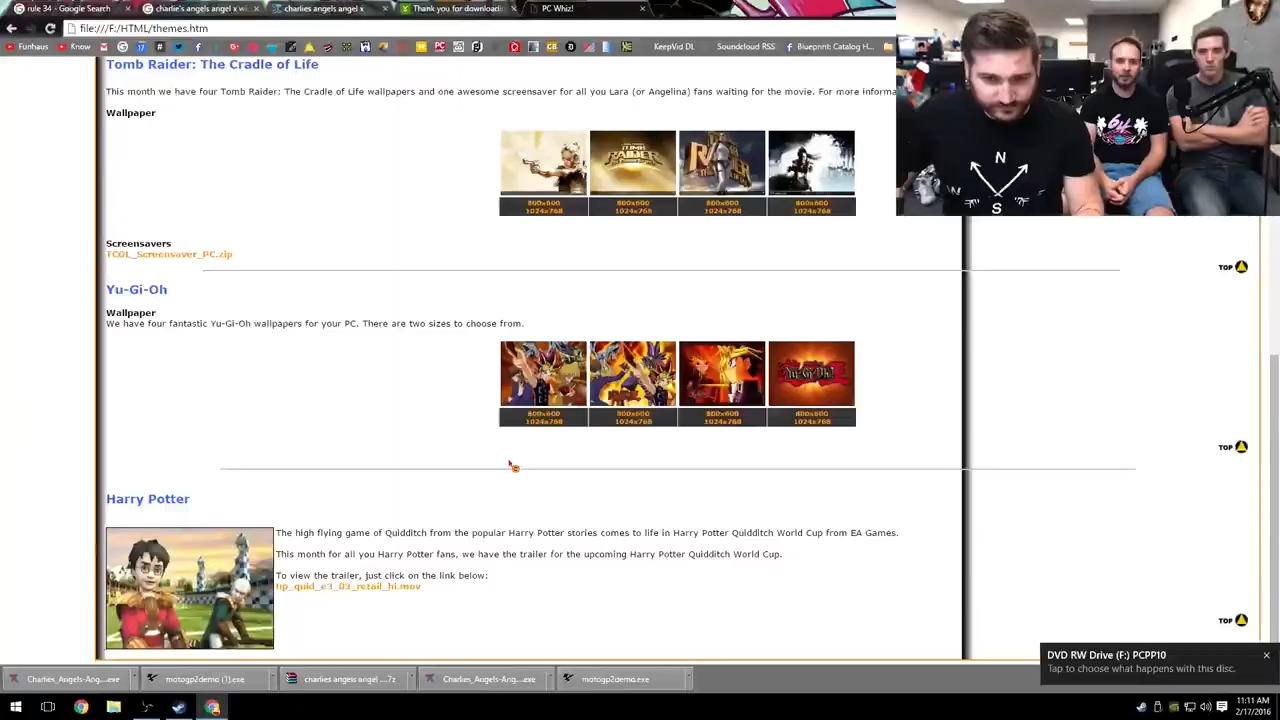 rule 34 - Google Search
charlie's angels angel x wi
charlies angels angel x
Thank you for downloadin
PC Whiz!
file:///F:/HTML/themes.htm
Funhaus
Know
KeepVid DL
Soundcloud RSS
Blueprint: Catalog H...
Tomb Raider: The Cradle of Life
This month we have four Tomb Raider: The Cradle of Life wallpapers and one awesome screensaver for all you Lara (or Angelina) fans waiting for the movie. For more informa
Wallpaper
800x600 800x600 800x600 800x600
1024x768 1024x768 1024x768 1024x768
Screensavers
TCOL_Screensaver_PC.zip
TOP
Yu-Gi-Oh
Wallpaper
We have four fantastic Yu-Gi-Oh wallpapers for your PC. There are two sizes to choose from.
Yu-Gi-Oh!
800x600 800x600 800x600 800x600
1024x768 1024x768 1024x768 1024x768
TOP
Harry Potter
The high flying game of Quidditch from the popular Harry Potter stories comes to life in Harry Potter Quidditch World Cup from EA Games.
This month for all you Harry Potter fans, we have the trailer for the upcoming Harry Potter Quidditch World Cup.
To view the trailer, just click on the link below:
hp_quid_e3_03_retail_hi.mov
TOP
N
S
DVD RW Drive (F:) PCPP10
Tap to choose what happens with this disc.
Charlies_Angels-Ang....exe
motogp2demo (1).exe
charlies angels angel ....7z
Charlies_Angels-Ang....exe
motogp2demo.exe
11:11 AM
2/17/2016